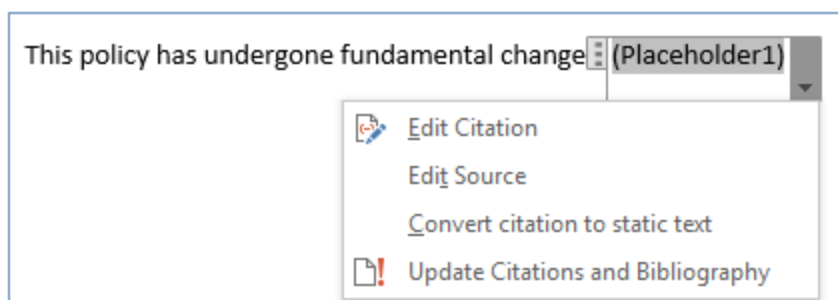 This policy has undergone fundamental change (Placeholder1)
Edit Citation
Edit Source
Convert citation to static text
Update Citations and Bibliography